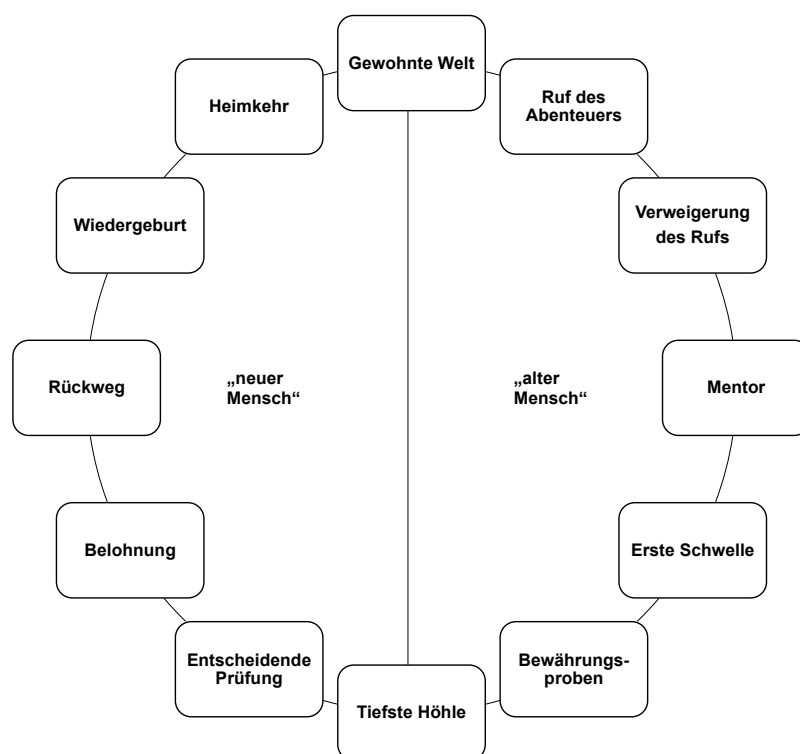 Gewohnte Welt
Ruf des
Abenteuers
Verweigerung
des Rufs
Mentor
Erste Schwelle
Bewährungs-
proben
Tiefste Höhle
Entscheidende
Prüfung
Belohnung
Rückweg
Wiedergeburt
Heimkehr
„neuer
Mensch“
„alter
Mensch“